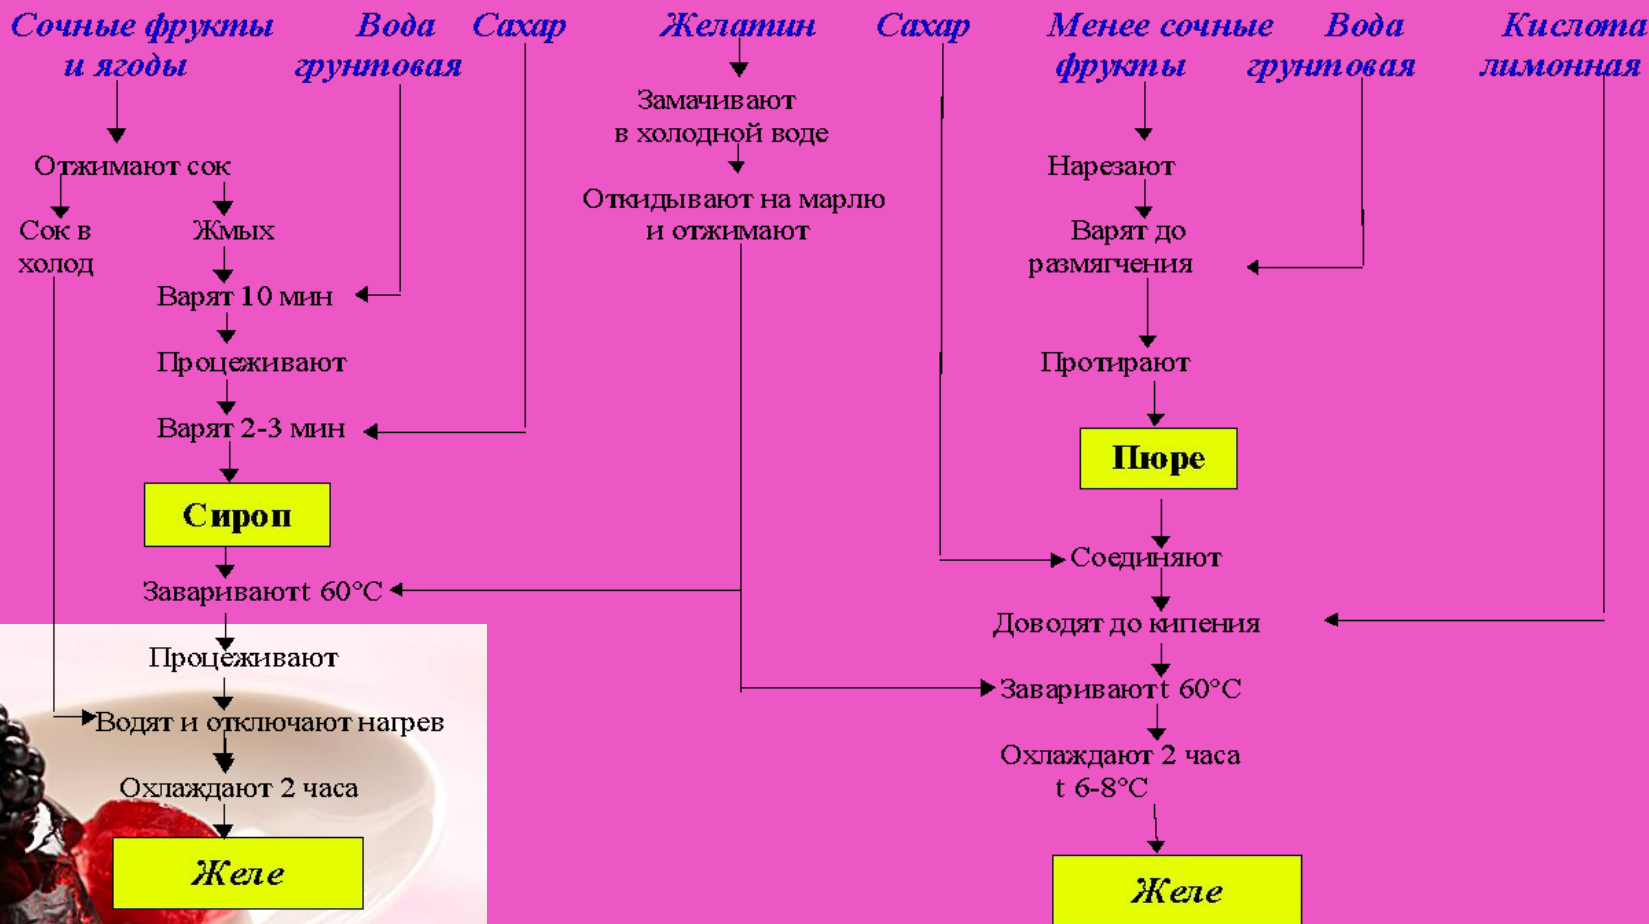 Сочные фрукты
и ягоды
Вода
грунтовая
Сахар
Желатин
Сахар
Менее сочные
фрукты
Вода
грунтовая
Кислота
лимонная
Отжимают сок
Сок в
холод
Жмых
Варят 10 мин
Процеживают
Варят 2-3 мин
Сироп
Завариваютt 60°C
Процеживают
Водят и отключают нагрев
Охлаждают 2 часа
Желе
Замачивают
в холодной воде
Откидывают на марлю
и отжимают
Нарезают
Варят до
размягчения
Протирают
Пюре
Соединяют
Доводят до кипения
Завариваютt 60°C
Охлаждают 2 часа
t 6-8°C
Желе